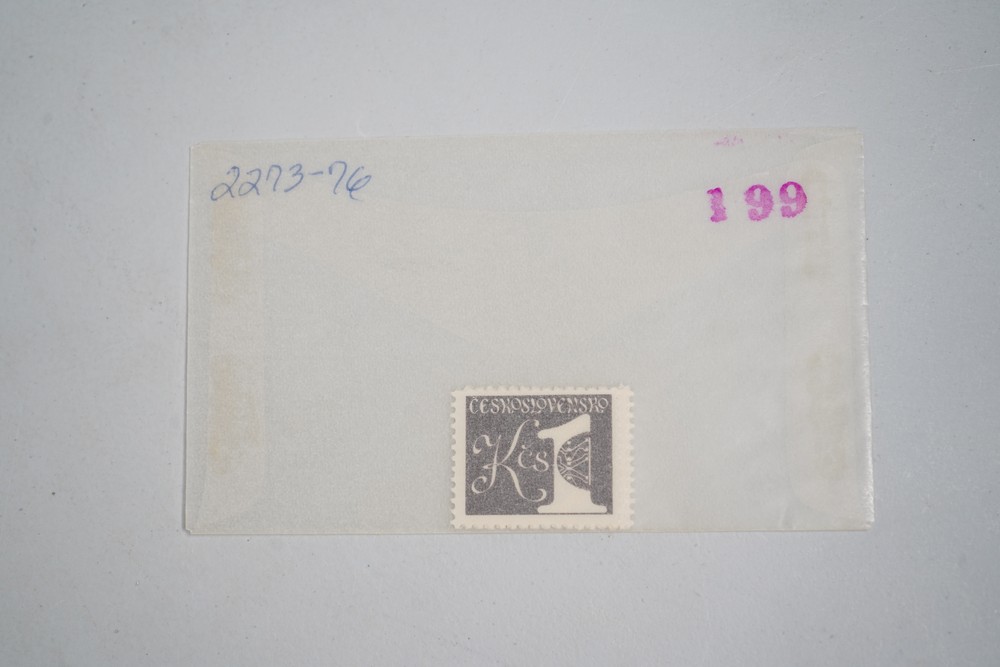 2273-76
199
ČESKOSLOVENSKO
Kčs 1